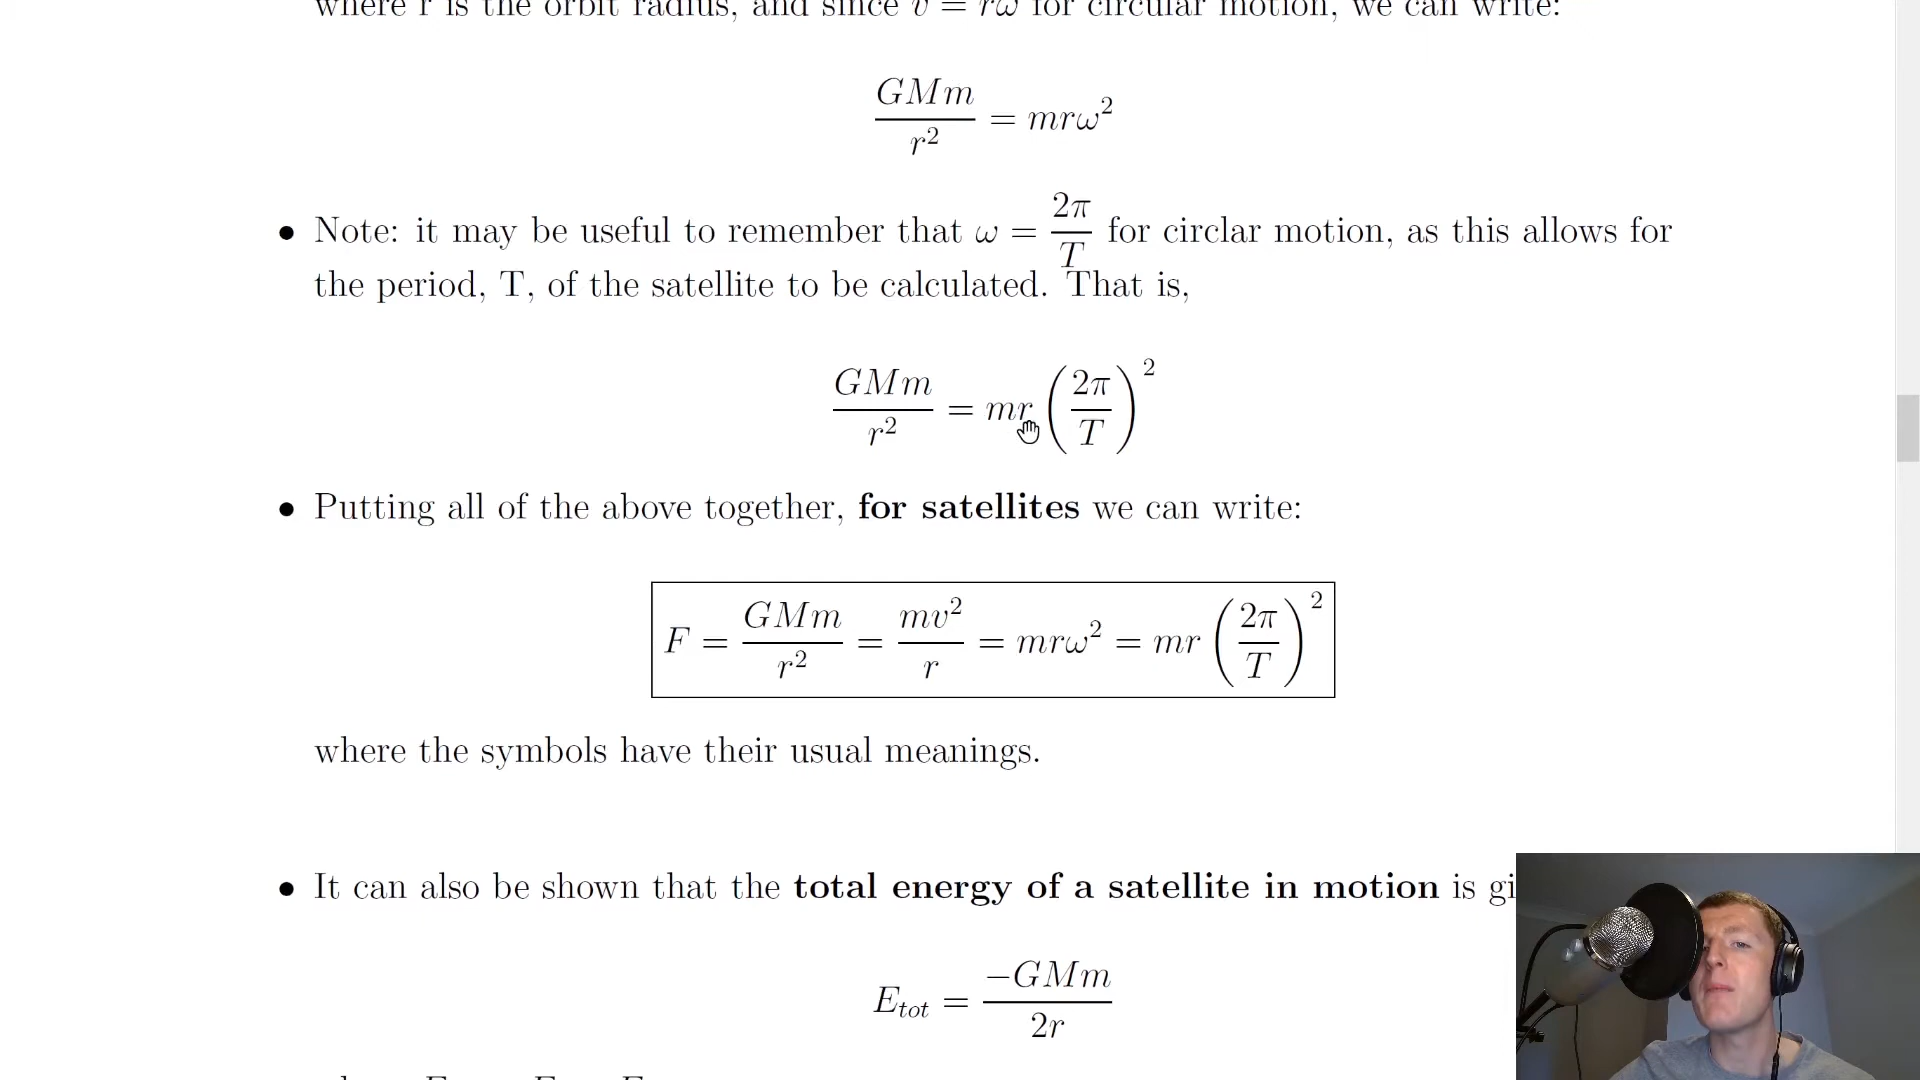 where r is the orbit radius, and since v = rω for circular motion, we can write:
GMm/r² = mrω²
• Note: it may be useful to remember that ω = 2π/T for circlar motion, as this allows for
the period, T, of the satellite to be calculated. That is,
GMm/r² = mr(2π/T)²
• Putting all of the above together, for satellites we can write:
F = GMm/r² = mv²/r = mrω² = mr(2π/T)²
where the symbols have their usual meanings.
• It can also be shown that the total energy of a satellite in motion is gi
E_tot = −GMm/2r